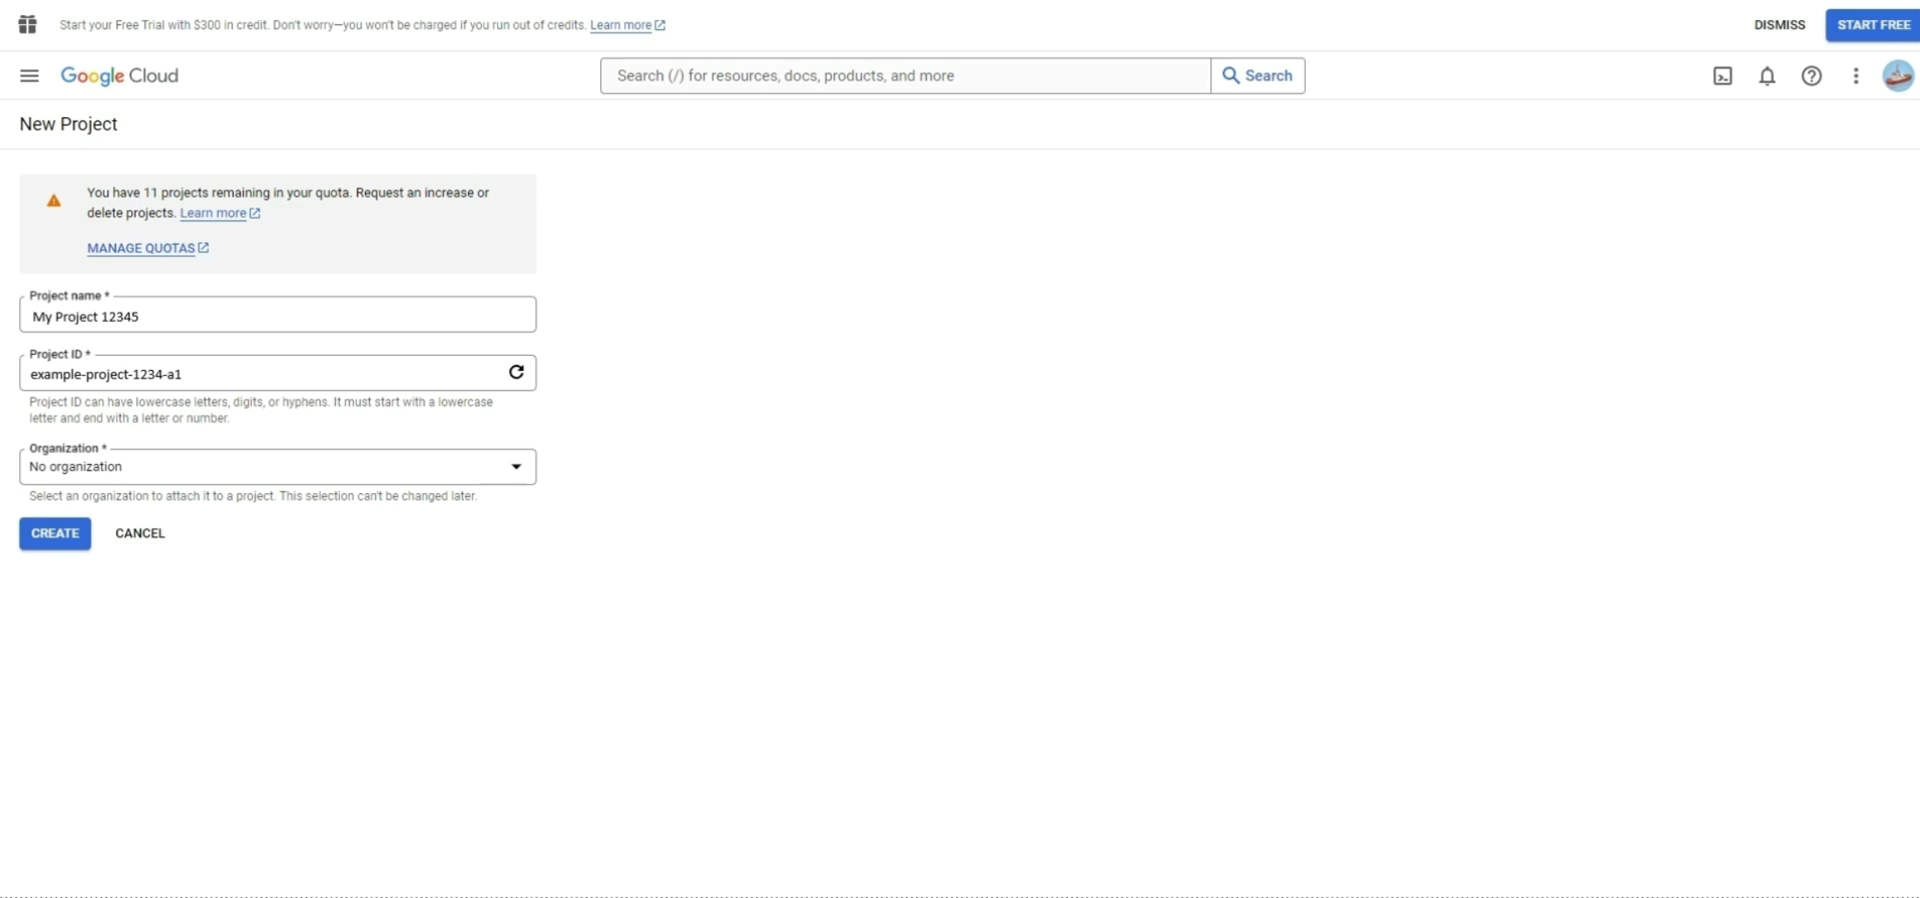 Start your Free Trial with $300 in credit. Don't worry—you won't be charged if you run out of credits. Learn more
DISMISS
START FREE
Google Cloud
Search (/) for resources, docs, products, and more
Search
New Project
You have 11 projects remaining in your quota. Request an increase or
delete projects. Learn more
MANAGE QUOTAS
Project name *
My Project 12345
Project ID *
example-project-1234-a1
Project ID can have lowercase letters, digits, or hyphens. It must start with a lowercase
letter and end with a letter or number.
Organization *
No organization
Select an organization to attach it to a project. This selection can't be changed later.
CREATE
CANCEL